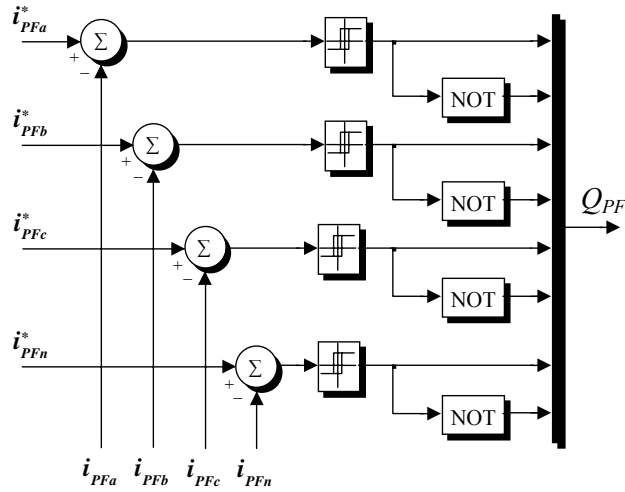 i*PFa
Σ
+
−
NOT
i*PFb
Σ
+
−
NOT
QPF
i*PFc
Σ
+
−
NOT
i*PFn
Σ
+
−
NOT
iPFa iPFb iPFc iPFn